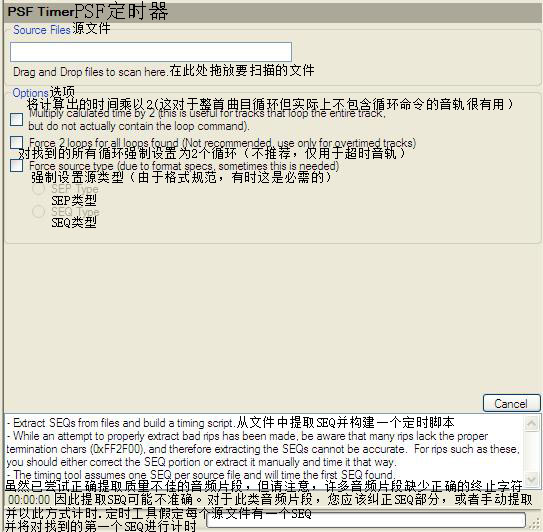 PSF Timer PSF定时器
Source Files 源文件
Drag and Drop files to scan here. 在此处拖放要扫描的文件
Options 选项
将计算出的时间乘以2(这对于整首曲目循环但实际上不包含循环命令的音轨很有用)
Multiply calulated time by 2 (this is useful for tracks that loop the entire track,
but do not actually contain the loop command).
Force 2 loops for all loops found (Not recommended, use only for overtimed tracks)
对找到的所有循环强制设置为2个循环（不推荐，仅用于超时音轨）
Force source type (due to format specs, sometimes this is needed)
强制设置源类型（由于格式规范，有时这是必需的）
SEP Type
SEP类型
SEQ Type
SEQ类型
Cancel
- Extract SEQs from files and build a timing script. 从文件中提取SEQ并构建一个定时脚本
- While an attempt to properly extract bad rips has been made, be aware that many rips lack the proper
termination chars (0xFF2F00), and therefore extracting the SEQs cannot be accurate.  For rips such as these,
you should either correct the SEQ portion or extract it manually and time it that way.
- The timing tool assumes one SEQ per source file and will time the first SEQ found
虽然已尝试正确提取质量不佳的音频片段，但请注意，许多音频片段缺少正确的终止字符
00:00:00 因此提取SEQ可能不准确。对于此类音频片段，您应该纠正SEQ部分，或者手动提取
并以此方式计时.定时工具假定每个源文件有一个SEQ
并将对找到的第一个SEQ进行计时